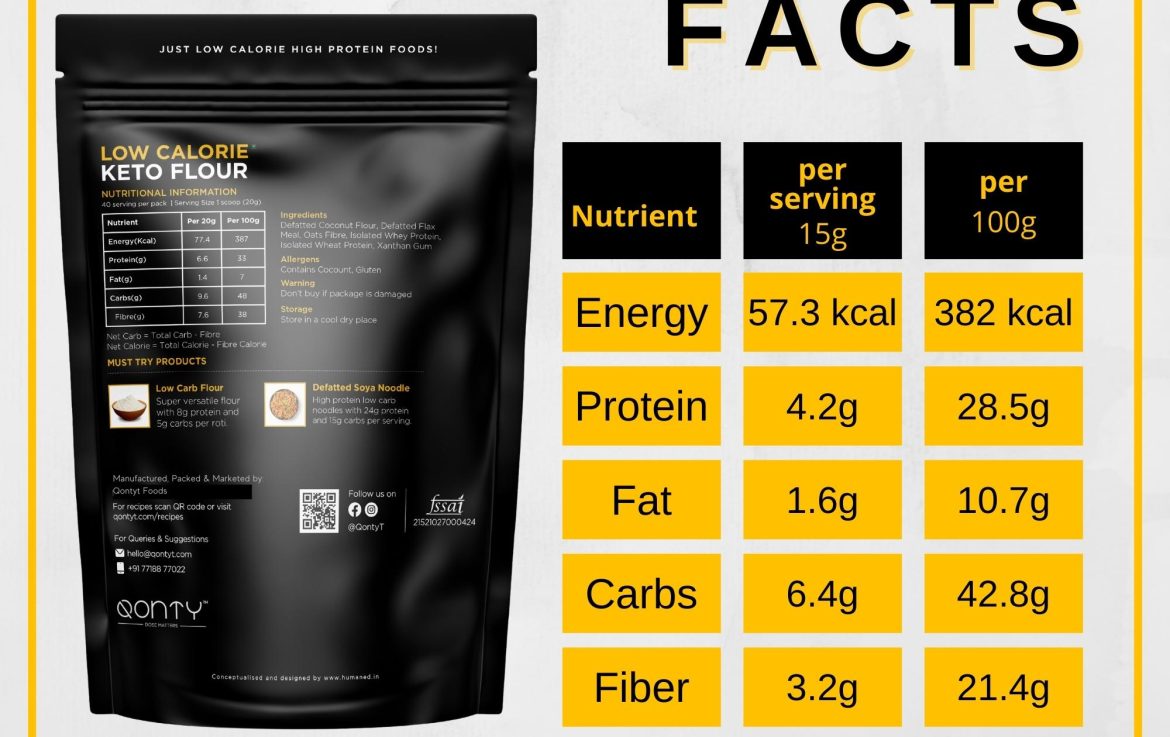 JUST LOW CALORIE HIGH PROTEIN FOODS!
LOW CALORIE*
KETO FLOUR
NUTRITIONAL INFORMATION
40 serving per pack | Serving Size 1 scoop (20g)
Nutrient Per 20g Per 100g
Energy(Kcal) 77.4 387
Protein(g) 6.6 33
Fat(g) 1.4 7
Carbs(g) 9.6 48
Fibre(g) 7.6 38
Net Carb = Total Carb - Fibre
Net Calorie = Total Calorie - Fibre Calorie
Ingredients
Defatted Coconut Flour, Defatted Flax
Meal, Oats Fibre, Isolated Whey Protein,
Isolated Wheat Protein, Xanthan Gum
Allergens
Contains Cocount, Gluten
Warning
Don't buy if package is damaged
Storage
Store in a cool dry place
MUST TRY PRODUCTS
Low Carb Flour
Super versatile flour
with 8g protein and
5g carbs per roti.
Defatted Soya Noodle
High protein low carb
noodles with 24g protein
and 15g carbs per serving.
Manufactured, Packed & Marketed by
Qontyt Foods
For recipes scan QR code or visit
qontyt.com/recipes
For Queries & Suggestions
hello@qontyt.com
+91 77188 77022
Follow us on
@QontyT
fssai
21521027000424
QONTY™
DOSE MATTERS
Conceptualised and designed by www.humaned.in
FACTS
Nutrient per serving 15g per 100g
Energy 57.3 kcal 382 kcal
Protein 4.2g 28.5g
Fat 1.6g 10.7g
Carbs 6.4g 42.8g
Fiber 3.2g 21.4g